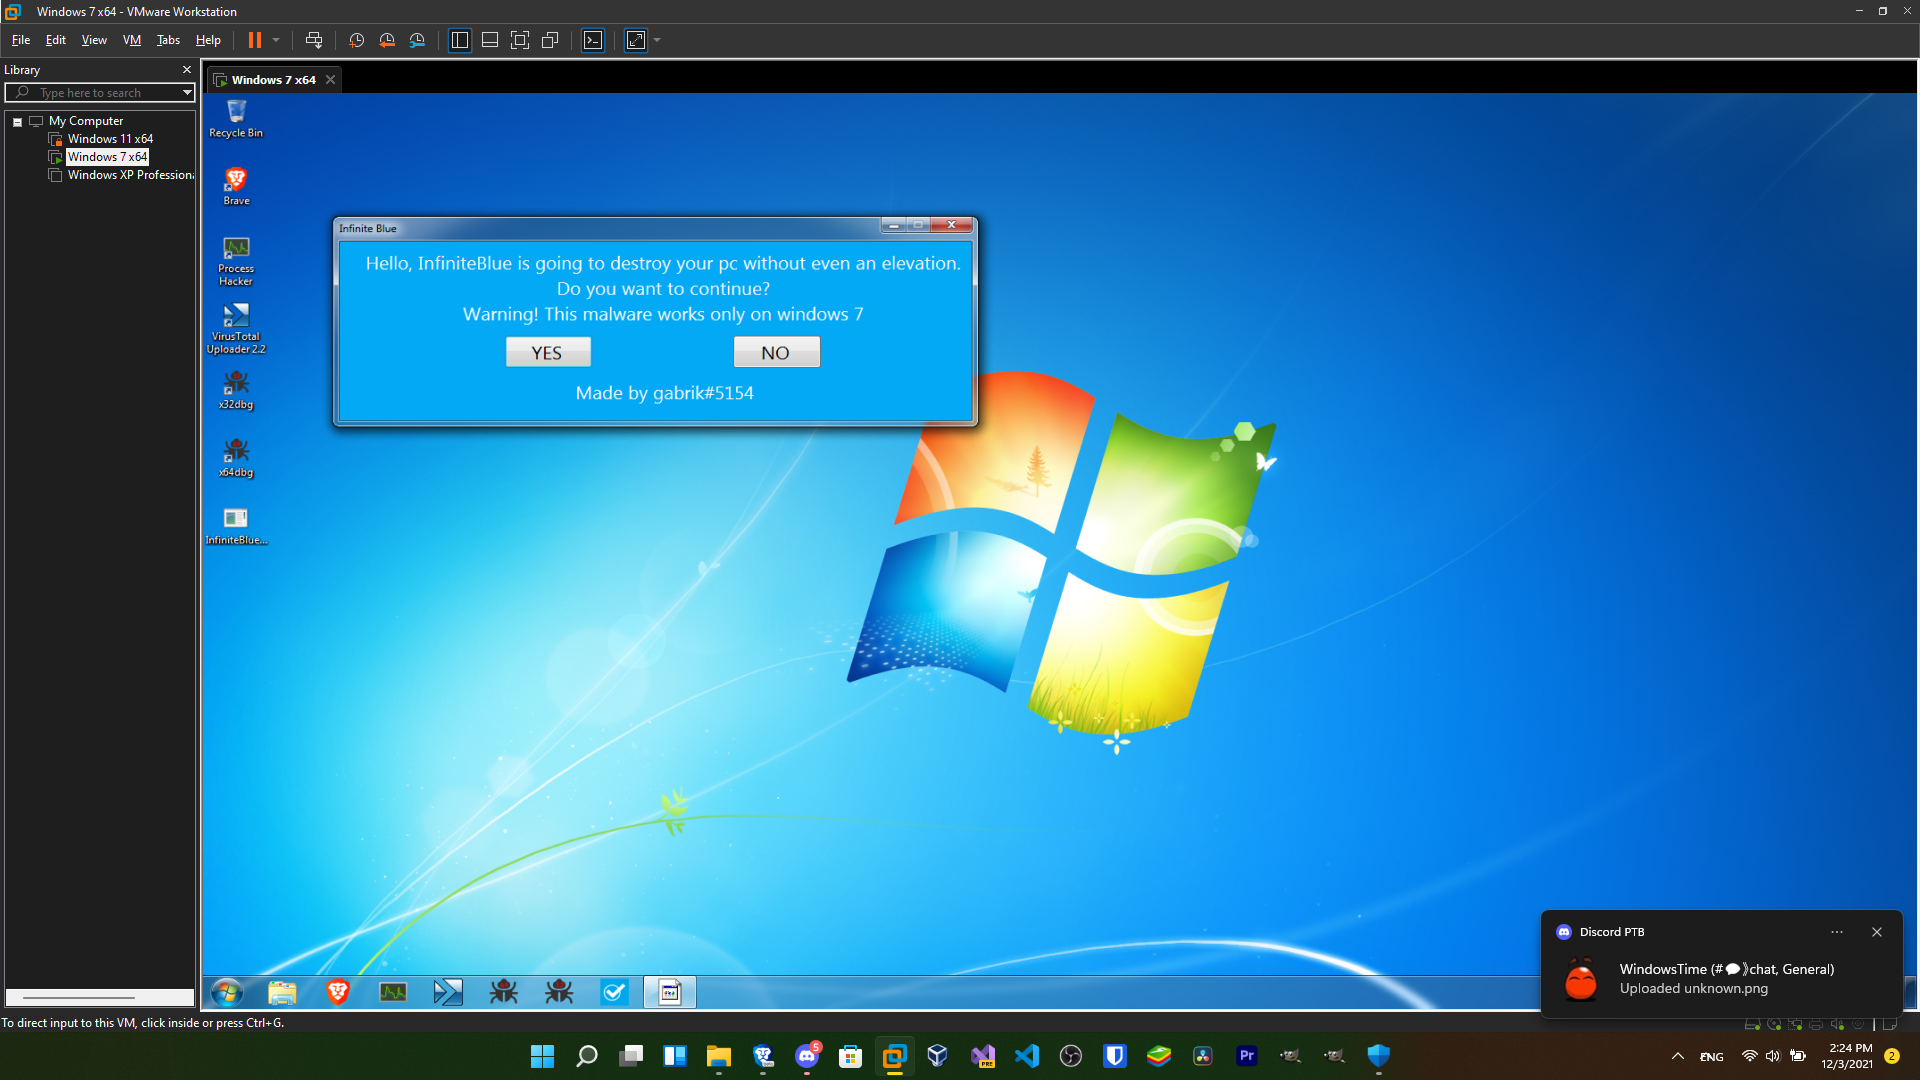 Windows 7 x64 - VMware Workstation
File Edit View VM Tabs Help
Library
Type here to search
My Computer
Windows 11 x64
Windows 7 x64
Windows XP Professiona
Windows 7 x64
Recycle Bin
Brave
Process
Hacker
VirusTotal
Uploader 2.2
x32dbg
x64dbg
InfiniteBlue...
Infinite Blue
Hello, InfiniteBlue is going to destroy your pc without even an elevation.
Do you want to continue?
Warning! This malware works only on windows 7
YES NO
Made by gabrik#5154
Discord PTB
WindowsTime (#💬》chat, General)
Uploaded unknown.png
To direct input to this VM, click inside or press Ctrl+G.
5
PRE
Pr
ENG
2:24 PM
12/3/2021
2